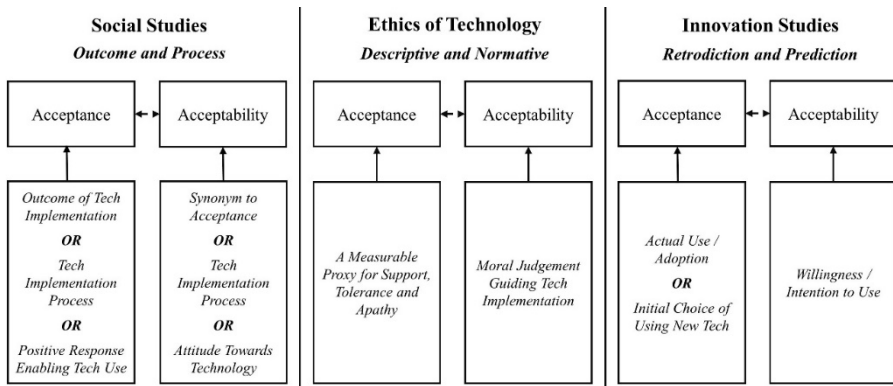 Social Studies
Outcome and Process
Acceptance
Acceptability
Outcome of Tech
Implementation
OR
Tech
Implementation
Process
OR
Positive Response
Enabling Tech Use
Synonym to
Acceptance
OR
Tech
Implementation
Process
OR
Attitude Towards
Technology
Ethics of Technology
Descriptive and Normative
Acceptance
Acceptability
A Measurable
Proxy for Support,
Tolerance and
Apathy
Moral Judgement
Guiding Tech
Implementation
Innovation Studies
Retrodiction and Prediction
Acceptance
Acceptability
Actual Use /
Adoption
OR
Initial Choice of
Using New Tech
Willingness /
Intention to Use